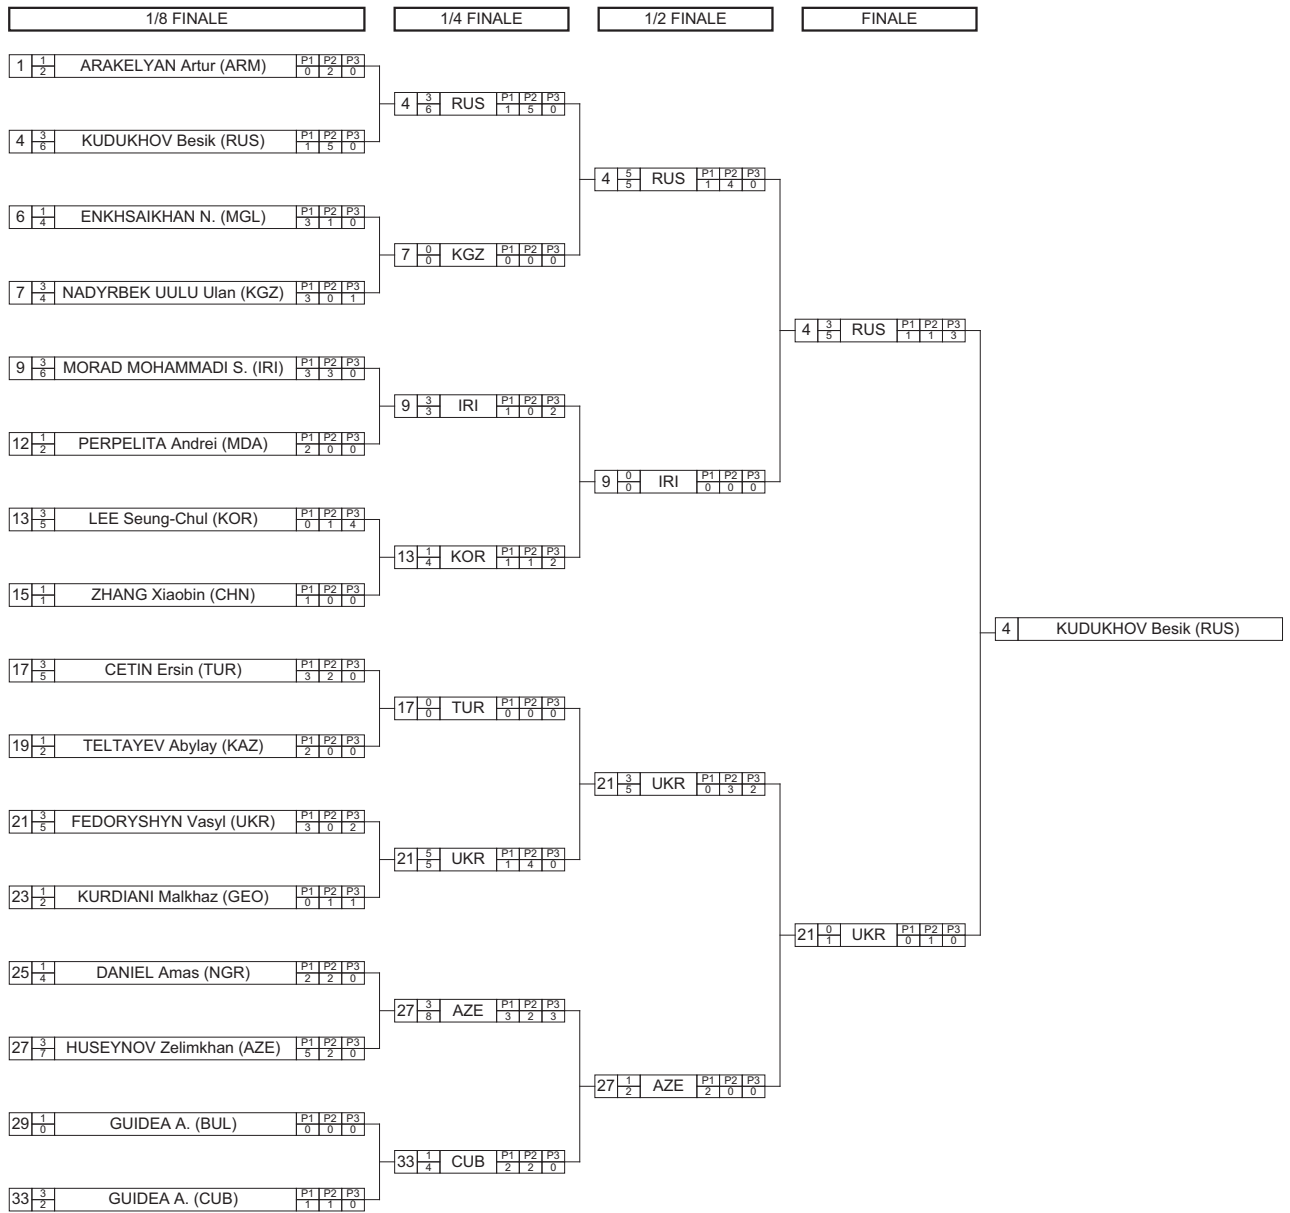 1/8 FINALE 1/4 FINALE 1/2 FINALE FINALE
1 1 2 ARAKELYAN Artur (ARM) P1 P2 P3 0 2 0
4 3 6 RUS P1 P2 P3 1 5 0
4 3 6 KUDUKHOV Besik (RUS) P1 P2 P3 1 5 0
4 5 5 RUS P1 P2 P3 1 4 0
6 1 4 ENKHSAIKHAN N. (MGL) P1 P2 P3 3 1 0
7 0 0 KGZ P1 P2 P3 0 0 0
7 3 4 NADYRBEK UULU Ulan (KGZ) P1 P2 P3 3 0 1
4 3 5 RUS P1 P2 P3 1 1 3
9 3 6 MORAD MOHAMMADI S. (IRI) P1 P2 P3 3 3 0
9 3 3 IRI P1 P2 P3 1 0 2
12 1 2 PERPELITA Andrei (MDA) P1 P2 P3 2 0 0
9 0 0 IRI P1 P2 P3 0 0 0
13 3 5 LEE Seung-Chul (KOR) P1 P2 P3 0 1 4
13 1 4 KOR P1 P2 P3 1 1 2
15 1 1 ZHANG Xiaobin (CHN) P1 P2 P3 1 0 0
4 KUDUKHOV Besik (RUS)
17 3 5 CETIN Ersin (TUR) P1 P2 P3 3 2 0
17 0 0 TUR P1 P2 P3 0 0 0
19 1 2 TELTAYEV Abylay (KAZ) P1 P2 P3 2 0 0
21 3 5 UKR P1 P2 P3 0 3 2
21 3 5 FEDORYSHYN Vasyl (UKR) P1 P2 P3 3 0 2
21 5 5 UKR P1 P2 P3 1 4 0
23 1 2 KURDIANI Malkhaz (GEO) P1 P2 P3 0 1 1
21 0 1 UKR P1 P2 P3 0 1 0
25 1 4 DANIEL Amas (NGR) P1 P2 P3 2 2 0
27 3 8 AZE P1 P2 P3 3 2 3
27 3 7 HUSEYNOV Zelimkhan (AZE) P1 P2 P3 5 2 0
27 1 2 AZE P1 P2 P3 2 0 0
29 1 0 GUIDEA A. (BUL) P1 P2 P3 0 0 0
33 1 4 CUB P1 P2 P3 2 2 0
33 3 2 GUIDEA A. (CUB) P1 P2 P3 1 1 0